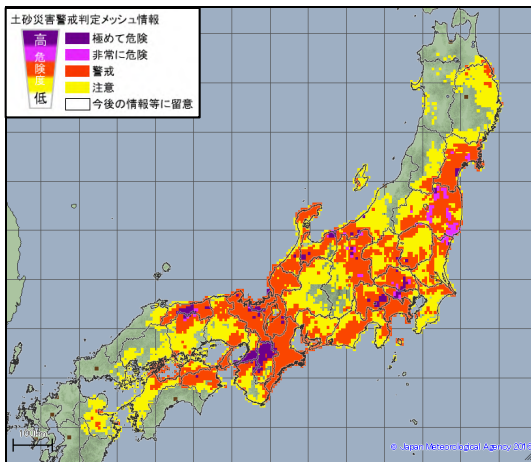 土砂災害警戒判定メッシュ情報
高
危険度
低
極めて危険
非常に危険
警戒
注意
今後の情報等に留意
100km
© Japan Meteorological Agency 2016